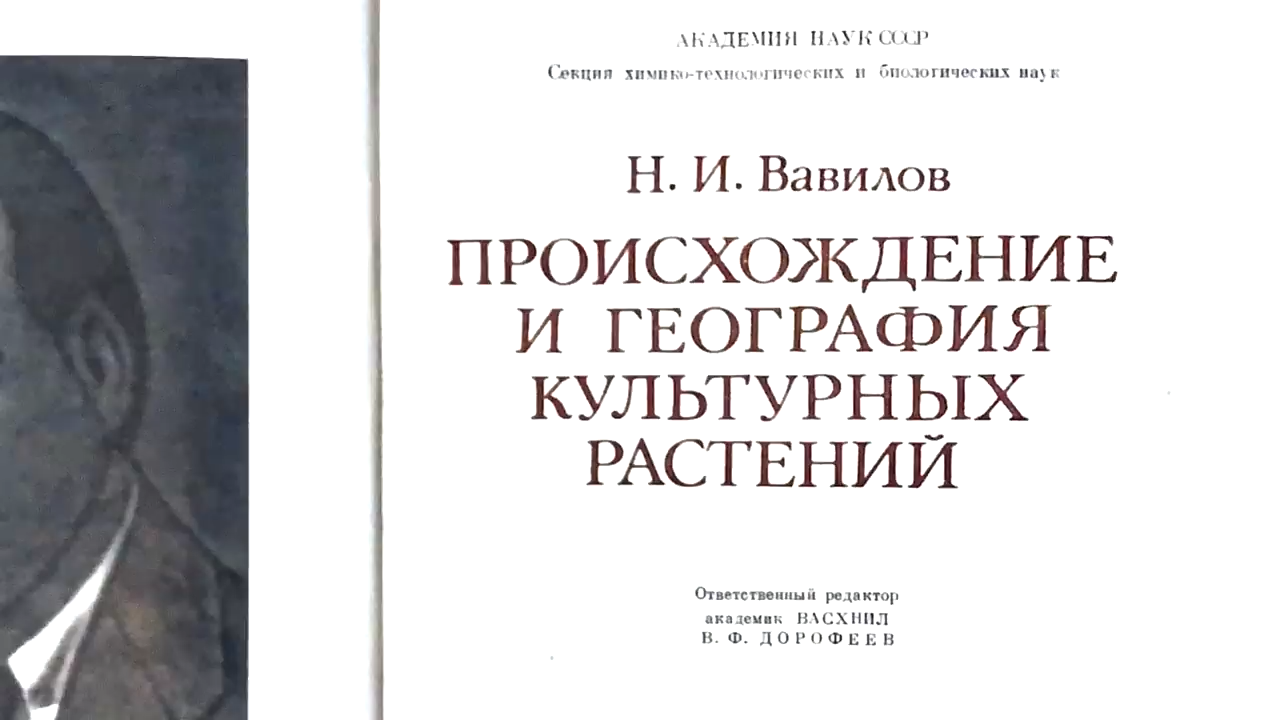 АКАДЕМИЯ НАУК СССР
Секция химико-технологических и биологических наук
Н. И. Вавилов
ПРОИСХОЖДЕНИЕ
И ГЕОГРАФИЯ
КУЛЬТУРНЫХ
РАСТЕНИЙ
Ответственный редактор
академик ВАСХНИЛ
В. Ф. ДОРОФЕЕВ